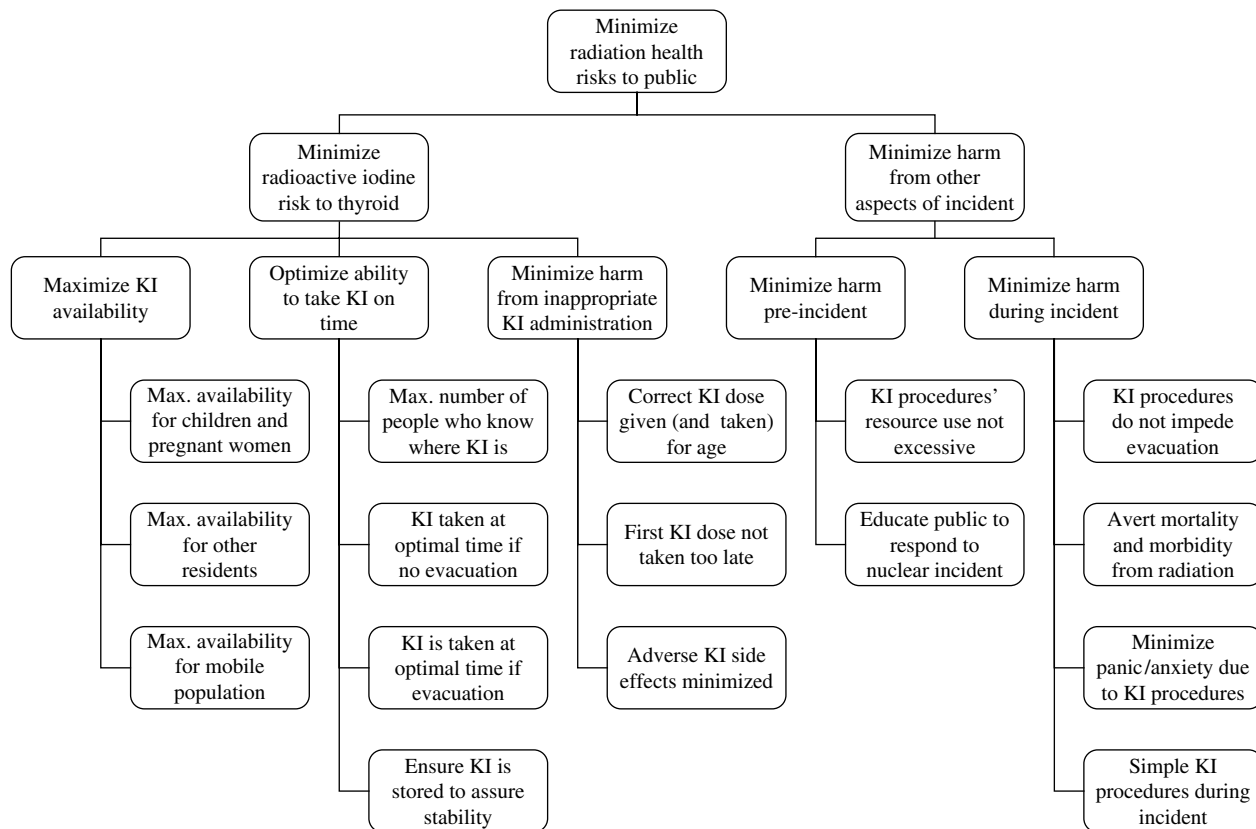 Minimize
radiation health
risks to public
Minimize
radioactive iodine
risk to thyroid
Minimize harm
from other
aspects of incident
Maximize KI
availability
Optimize ability
to take KI on
time
Minimize harm
from inappropriate
KI administration
Minimize harm
pre-incident
Minimize harm
during incident
Max. availability
for children and
pregnant women
Max. number of
people who know
where KI is
Correct KI dose
given (and taken)
for age
KI procedures’
resource use not
excessive
KI procedures
do not impede
evacuation
Max. availability
for other
residents
KI taken at
optimal time if
no evacuation
First KI dose not
taken too late
Educate public to
respond to
nuclear incident
Avert mortality
and morbidity
from radiation
Max. availability
for mobile
population
KI is taken at
optimal time if
evacuation
Adverse KI side
effects minimized
Minimize
panic/anxiety due
to KI procedures
Ensure KI is
stored to assure
stability
Simple KI
procedures during
incident